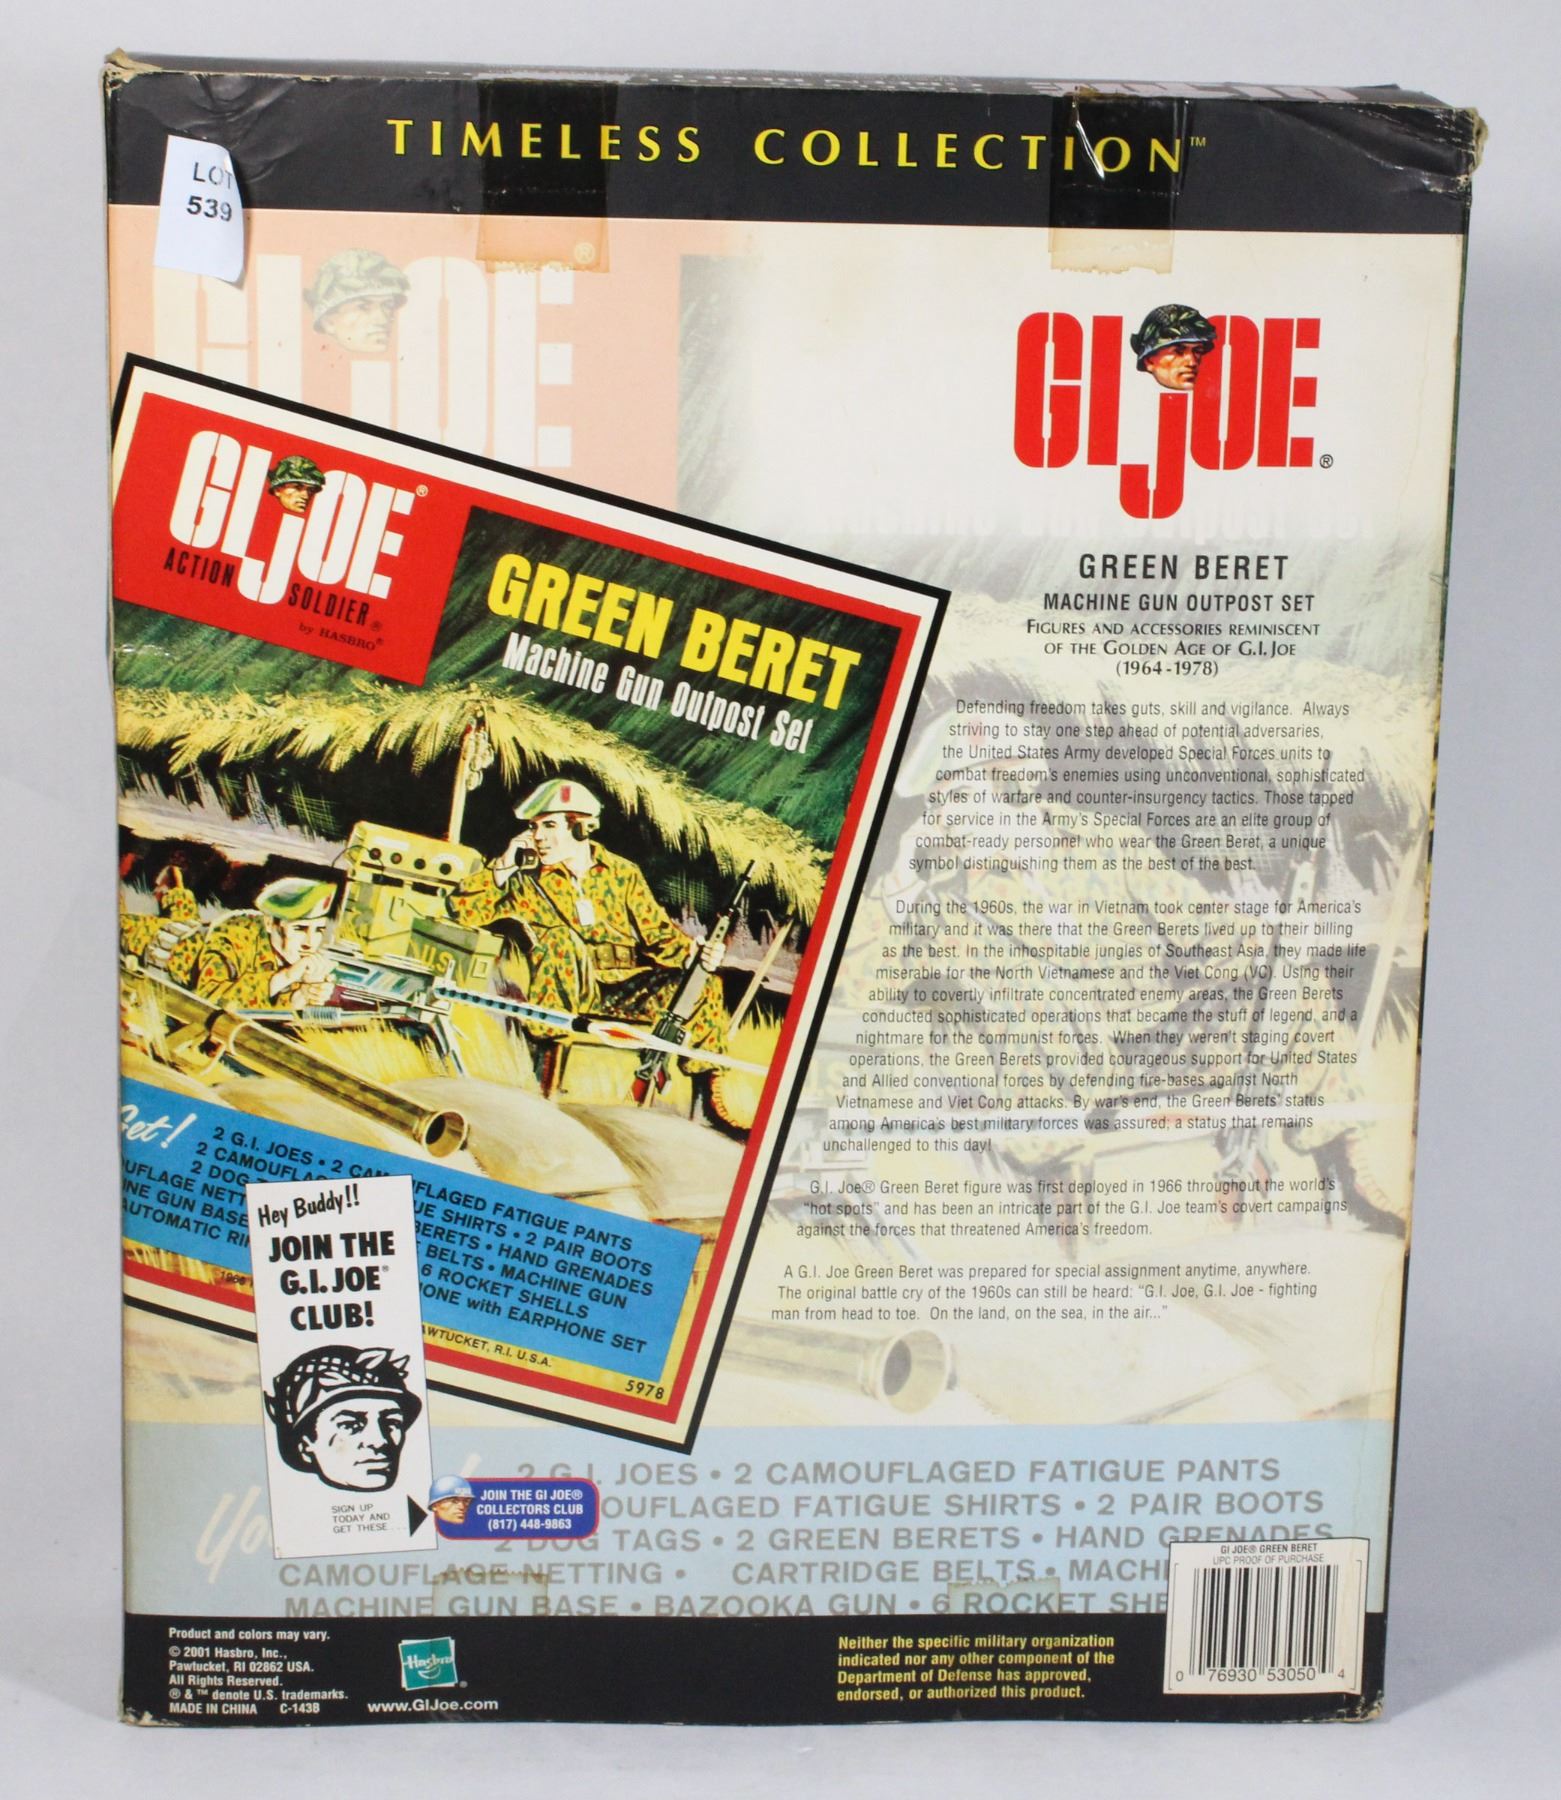 TIMELESS COLLECTION™
LOT
539
GI JOE®
GI JOE®
ACTION SOLDIER®
by HASBRO®
GREEN BERET
Machine Gun Outpost Set
US
Get!
2 G.I. JOES • 2 CAM FLAGED FATIGUE PANTS
2 CAMOUFLAG UE SHIRTS • 2 PAIR BOOTS
2 DOG BERETS • HAND GRENADES
UFLAGE NETT BELTS • MACHINE GUN
NE GUN BASE 6 ROCKET SHELLS
AUTOMATIC RI ONE with EARPHONE SET
AWTUCKET, R.I. U.S.A.
5978
Hey Buddy!!
JOIN THE
G.I. JOE®
CLUB!
SIGN UP
TODAY AND
GET THESE
JOIN THE GI JOE®
COLLECTORS CLUB
(817) 448-9863
GI JOE®
GREEN BERET
MACHINE GUN OUTPOST SET
FIGURES AND ACCESSORIES REMINISCENT
OF THE GOLDEN AGE OF G.I. JOE
(1964-1978)
Defending freedom takes guts, skill and vigilance. Always
striving to stay one step ahead of potential adversaries,
the United States Army developed Special Forces units to
combat freedom's enemies using unconventional, sophisticated
styles of warfare and counter-insurgency tactics. Those tapped
for service in the Army's Special Forces are an elite group of
combat-ready personnel who wear the Green Beret, a unique
symbol distinguishing them as the best of the best.
During the 1960s, the war in Vietnam took center stage for America's
military and it was there that the Green Berets lived up to their billing
as the best. In the inhospitable jungles of Southeast Asia, they made life
miserable for the North Vietnamese and the Viet Cong (VC). Using their
ability to covertly infiltrate concentrated enemy areas, the Green Berets
conducted sophisticated operations that became the stuff of legend, and a
nightmare for the communist forces. When they weren't staging covert
operations, the Green Berets provided courageous support for United States
and Allied conventional forces by defending fire-bases against North
Vietnamese and Viet Cong attacks. By war's end, the Green Berets' status
among America's best military forces was assured; a status that remains
unchallenged to this day!
G.I. Joe® Green Beret figure was first deployed in 1966 throughout the world's
"hot spots" and has been an intricate part of the G.I. Joe team's covert campaigns
against the forces that threatened America's freedom.
A G.I. Joe Green Beret was prepared for special assignment anytime, anywhere.
The original battle cry of the 1960s can still be heard: "G.I. Joe, G.I. Joe - fighting
man from head to toe. On the land, on the sea, in the air..."
2 G.I. JOES • 2 CAMOUFLAGED FATIGUE PANTS
OUFLAGED FATIGUE SHIRTS • 2 PAIR BOOTS
2 DOG TAGS • 2 GREEN BERETS • HAND GRENADES
CAMOUFLAGE NETTING • CARTRIDGE BELTS • MACHI
MACHINE GUN BASE • BAZOOKA GUN • 6 ROCKET SHE
GI JOE® GREEN BERET
UPC PROOF OF PURCHASE
0 76930 53050 4
Product and colors may vary.
© 2001 Hasbro, Inc.,
Pawtucket, RI 02862 USA.
All Rights Reserved.
® & ™ denote U.S. trademarks.
MADE IN CHINA C-143B
Hasbro
www.GIJoe.com
Neither the specific military organization
indicated nor any other component of the
Department of Defense has approved,
endorsed, or authorized this product.